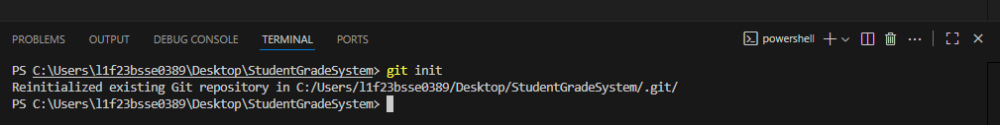 PROBLEMS OUTPUT DEBUG CONSOLE TERMINAL PORTS powershell
PS C:\Users\l1f23bsse0389\Desktop\StudentGradeSystem> git init
Reinitialized existing Git repository in C:/Users/l1f23bsse0389/Desktop/StudentGradeSystem/.git/
PS C:\Users\l1f23bsse0389\Desktop\StudentGradeSystem>